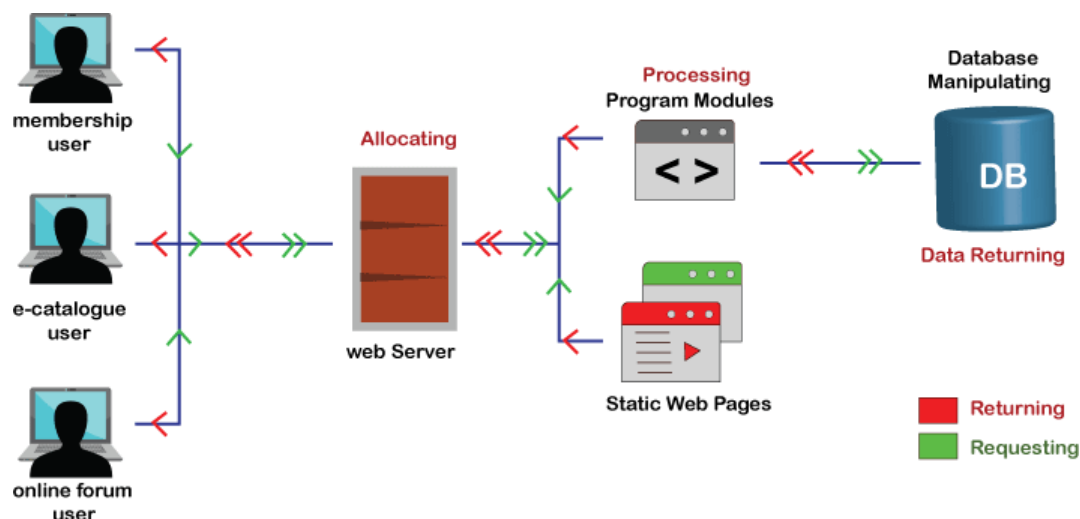 membership
user
e-catalogue
user
online forum
user
Allocating
web Server
Processing
Program Modules
< >
Static Web Pages
Database
Manipulating
DB
Data Returning
Returning
Requesting